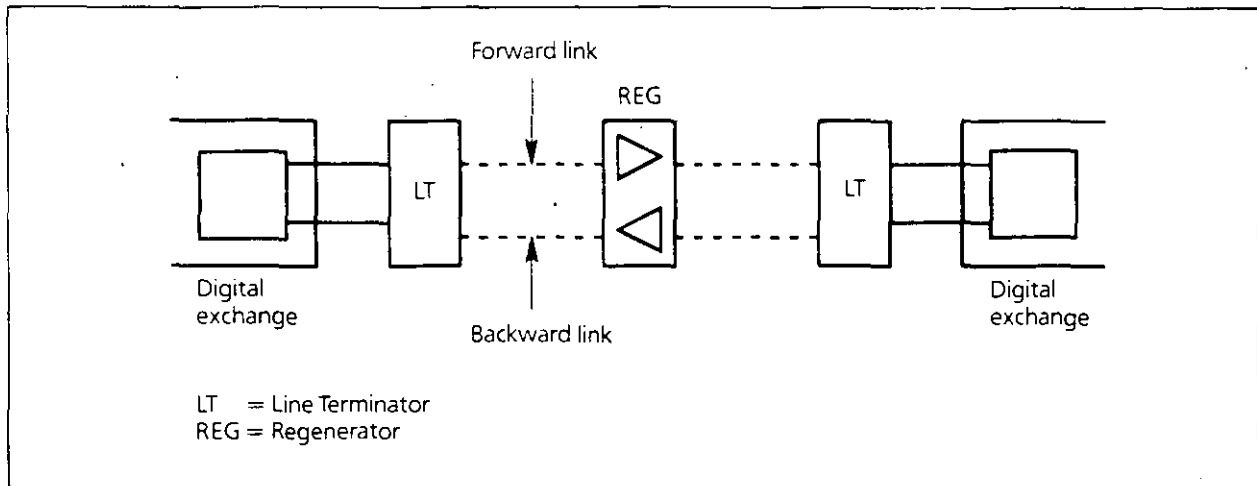 Forward link
REG
LT
LT
Digital
exchange
Digital
exchange
Backward link
LT = Line Terminator
REG = Regenerator